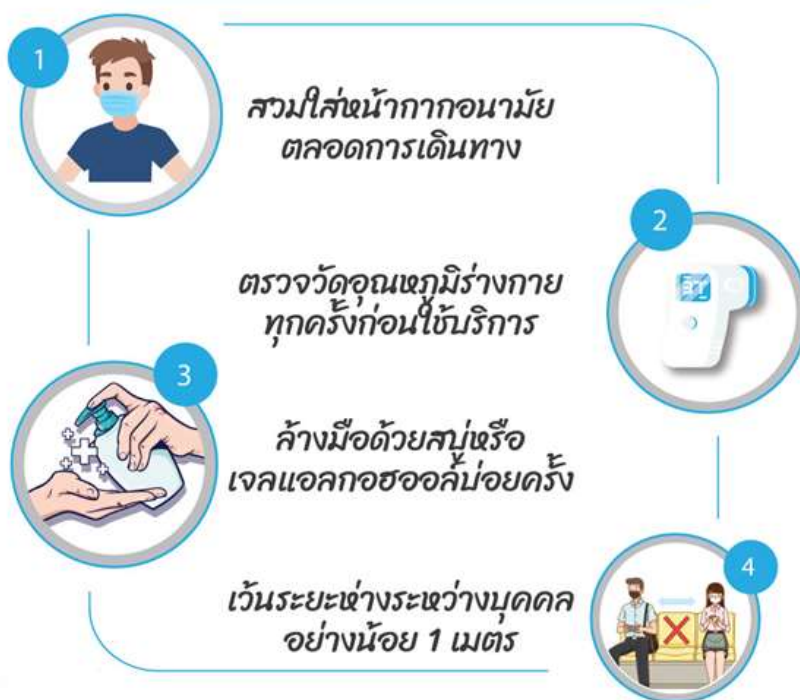 1
สวมใส่หน้ากากอนามัย
ตลอดการเดินทาง
2
ตรวจวัดอุณหภูมิร่างกาย
ทุกครั้งก่อนใช้บริการ
37
3
ล้างมือด้วยสบู่หรือ
เจลแอลกอฮออล์บ่อยครั้ง
4
เว้นระยะห่างระหว่างบุคคล
อย่างน้อย 1 เมตร